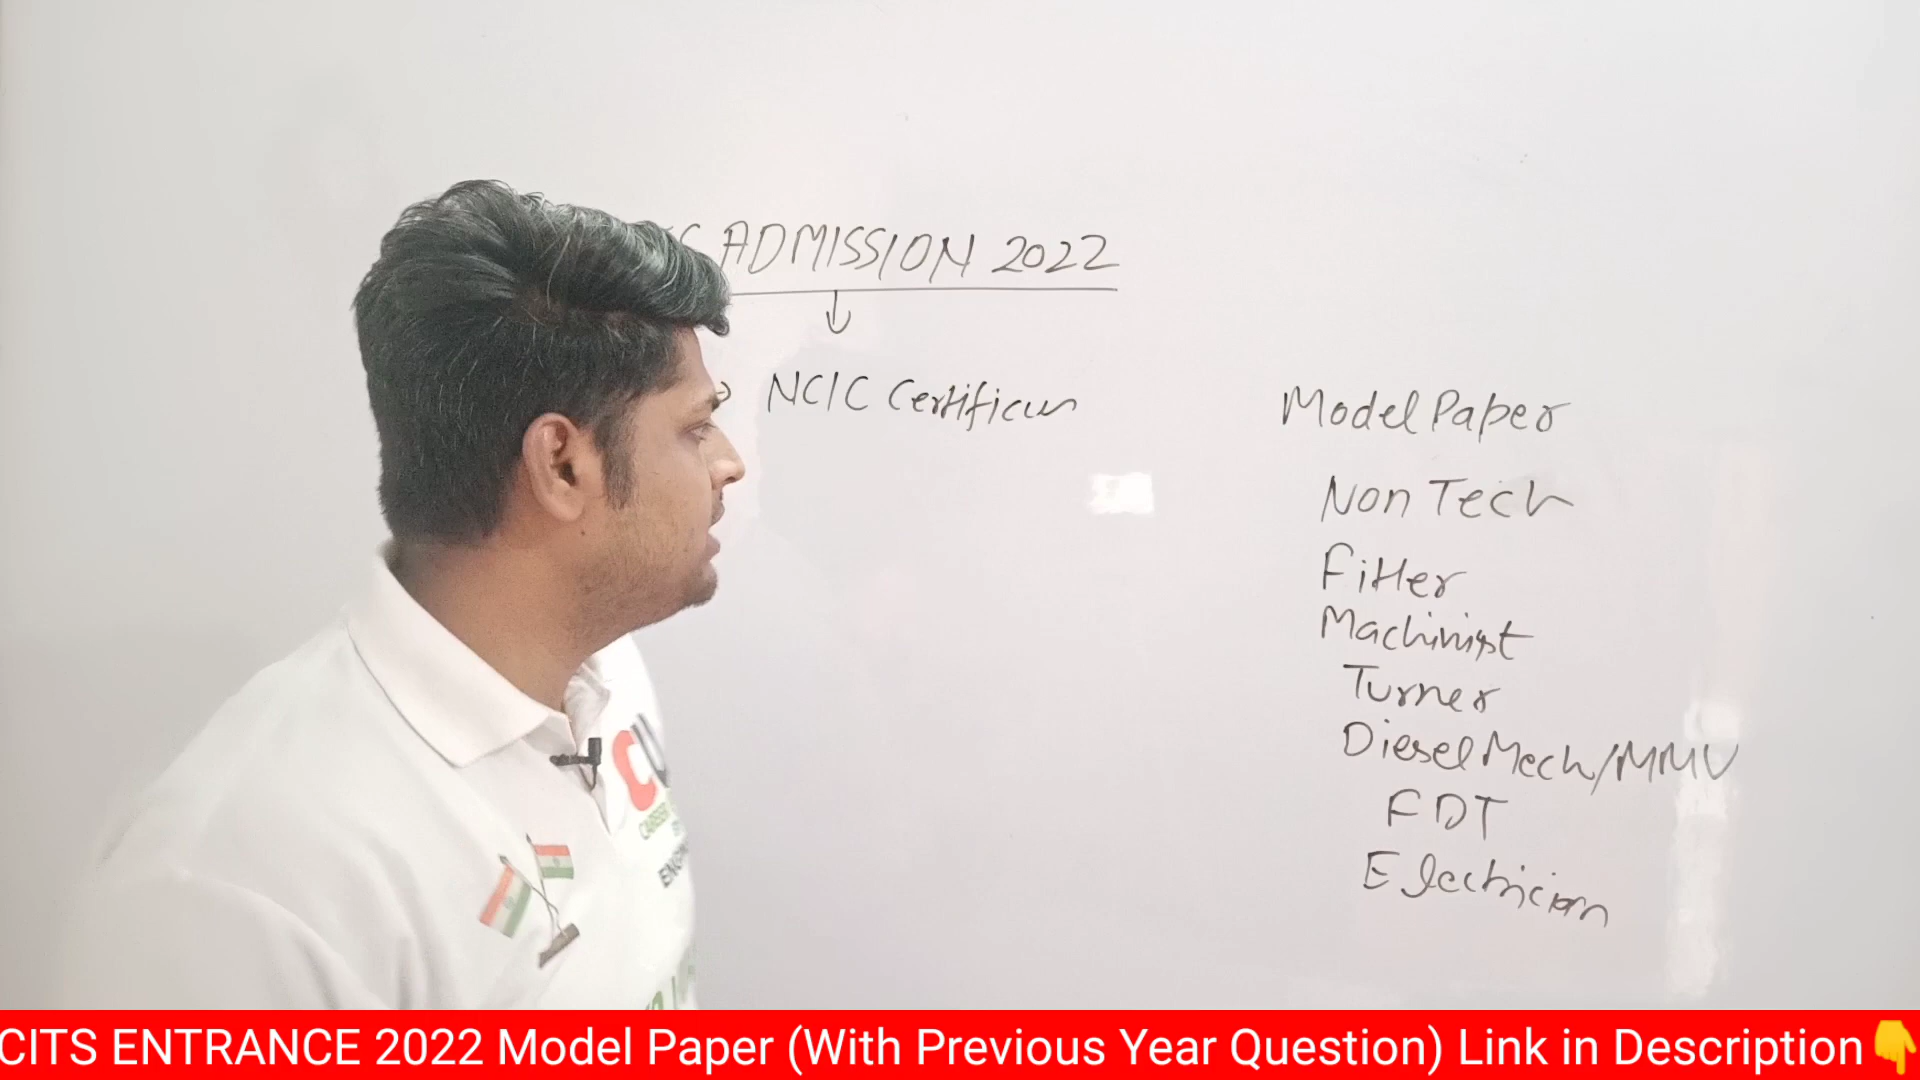 ADMISSION 2022
NCIC Certificun
Model Paper
Non Tech
Fitter
Machinist
Turner
Diesel Mech/MMV
FDT
Electrician
CITS ENTRANCE 2022 Model Paper (With Previous Year Question) Link in Description👇